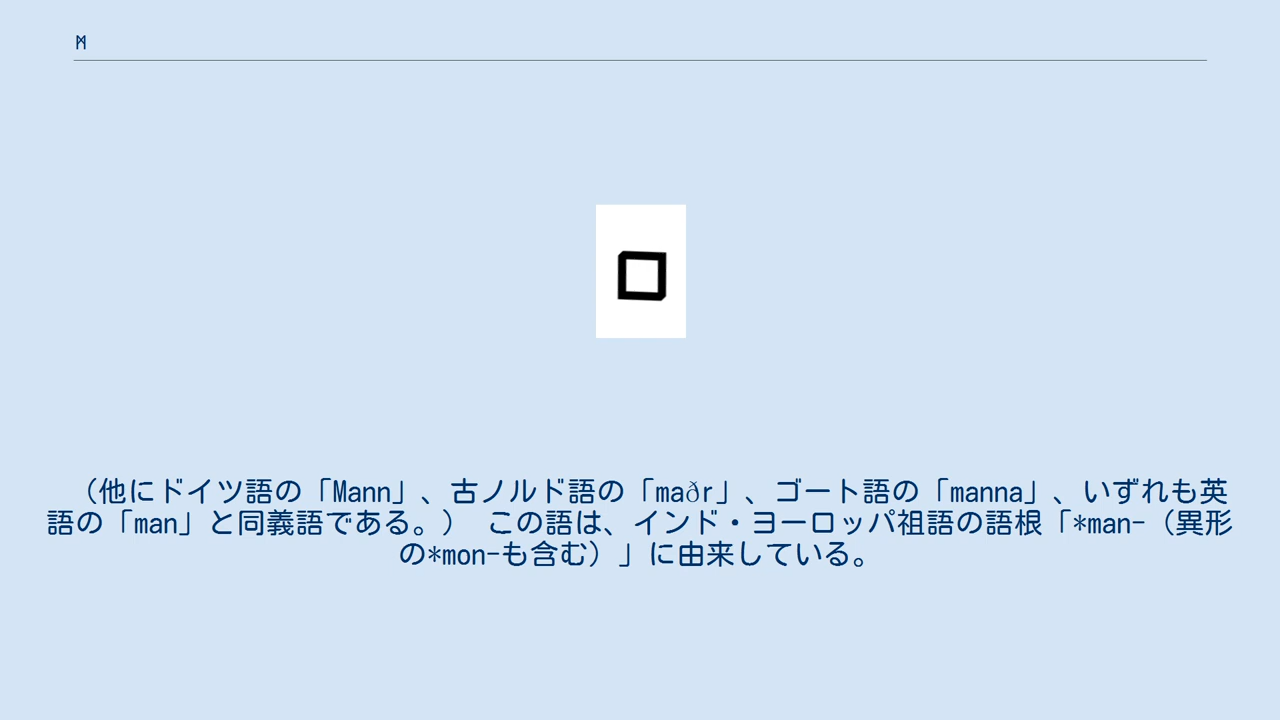 ᛗ
（他にドイツ語の「Mann」、古ノルド語の「maðr」、ゴート語の「manna」、いずれも英
語の「man」と同義語である。）　この語は、インド・ヨーロッパ祖語の語根「*man-（異形
の*mon-も含む）」に由来している。